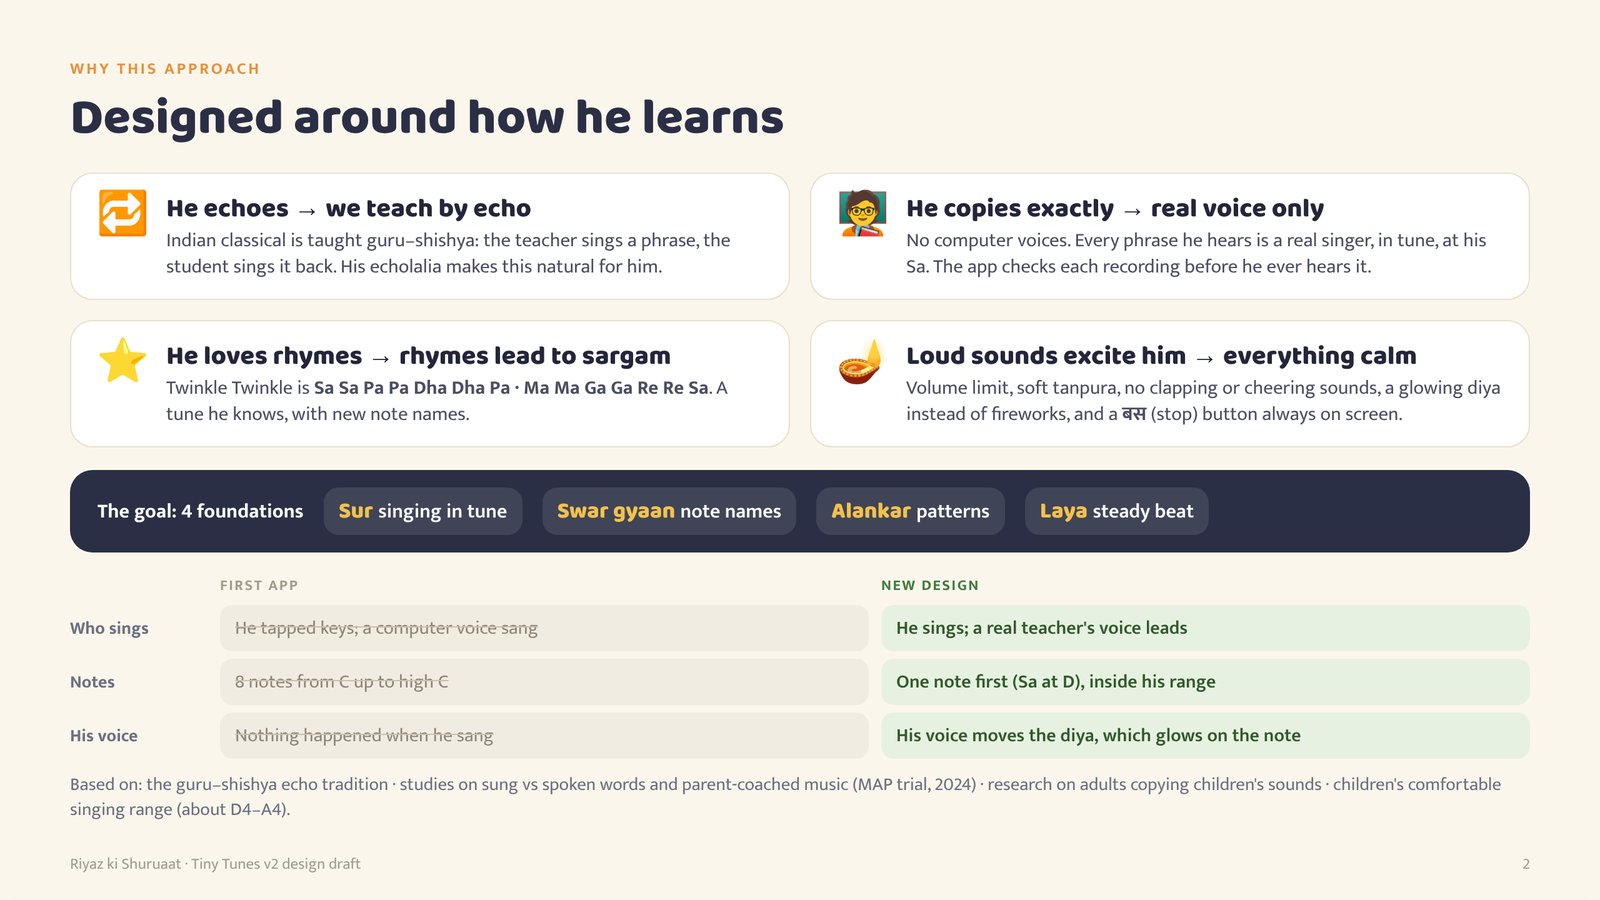 WHY THIS APPROACH
Designed around how he learns
He echoes → we teach by echo
Indian classical is taught guru–shishya: the teacher sings a phrase, the
student sings it back. His echolalia makes this natural for him.
He copies exactly → real voice only
No computer voices. Every phrase he hears is a real singer, in tune, at his
Sa. The app checks each recording before he ever hears it.
He loves rhymes → rhymes lead to sargam
Twinkle Twinkle is Sa Sa Pa Pa Dha Dha Pa · Ma Ma Ga Ga Re Re Sa. A
tune he knows, with new note names.
Loud sounds excite him → everything calm
Volume limit, soft tanpura, no clapping or cheering sounds, a glowing diya
instead of fireworks, and a बस (stop) button always on screen.
The goal: 4 foundations Sur singing in tune Swar gyaan note names Alankar patterns Laya steady beat
FIRST APP NEW DESIGN
Who sings He tapped keys; a computer voice sang He sings; a real teacher's voice leads
Notes 8 notes from C up to high C One note first (Sa at D), inside his range
His voice Nothing happened when he sang His voice moves the diya, which glows on the note
Based on: the guru–shishya echo tradition · studies on sung vs spoken words and parent-coached music (MAP trial, 2024) · research on adults copying children's sounds · children's comfortable
singing range (about D4–A4).
Riyaz ki Shuruaat · Tiny Tunes v2 design draft 2